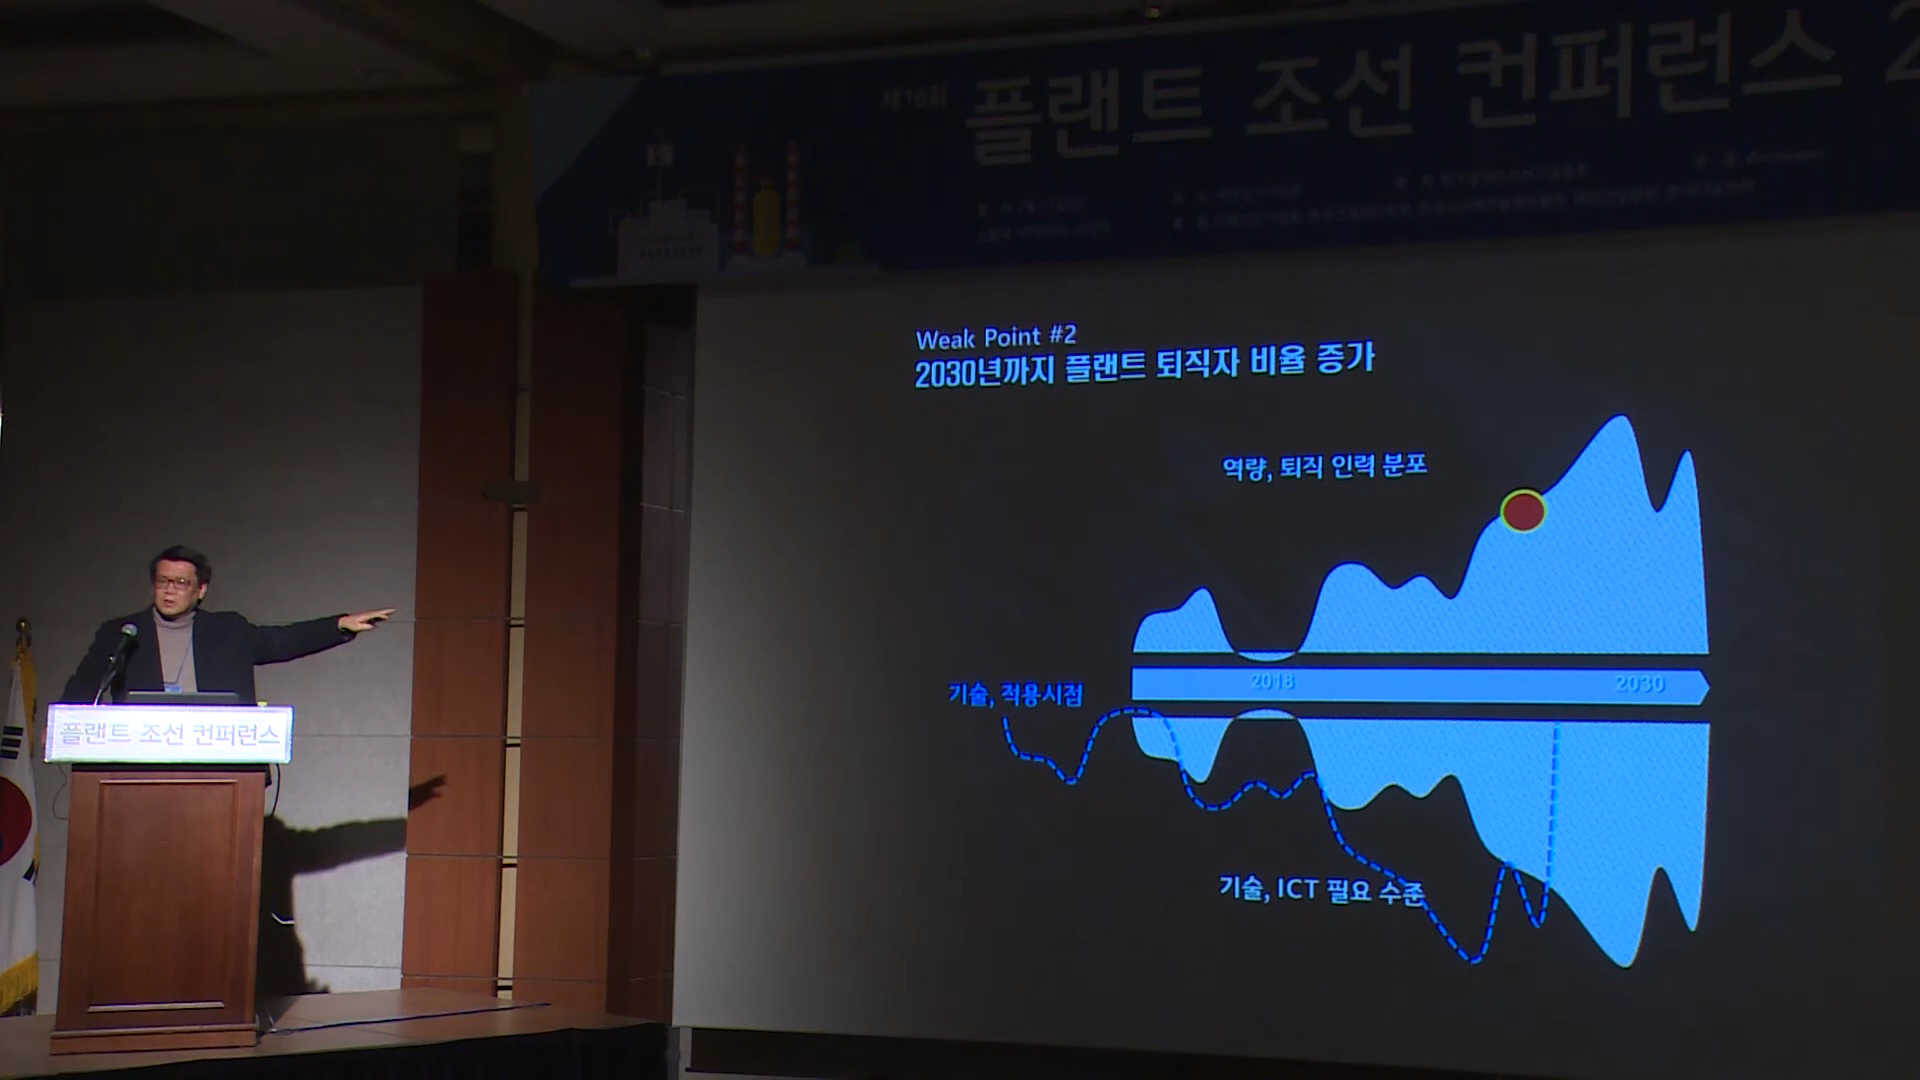 제16회
플랜트 조선 컨퍼런스 2
Weak Point #2
2030년까지 플랜트 퇴직자 비율 증가
역량, 퇴직 인력 분포
2018
2030
기술, 적용시점
기술, ICT 필요 수준
플랜트 조선 컨퍼런스